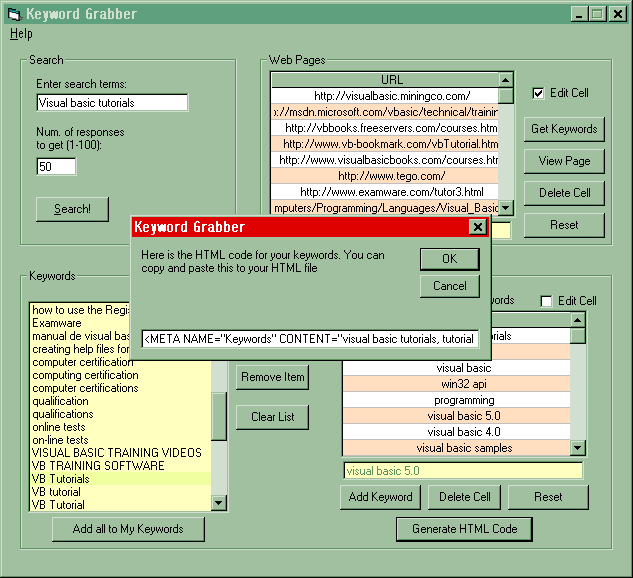 Keyword Grabber
Help
Search
Enter search terms:
Visual basic tutorials
Num. of responses
to get (1-100):
50
Search!
Web Pages
URL
http://visualbasic.miningco.com/
://msdn.microsoft.com/vbasic/technical/trainin
http://vbbooks.freeservers.com/courses.htm
http://www.vb-bookmark.com/vbTutorial.htm
http://www.visualbasicbooks.com/courses.htm
http://www.tego.com/
http://www.examware.com/tutor3.html
mputers/Programming/Languages/Visual_Basic
Edit Cell
Get Keywords
View Page
Delete Cell
Reset
Keyword Grabber
Here is the HTML code for your keywords. You can
copy and paste this to your HTML file
OK
Cancel
<META NAME="Keywords" CONTENT="visual basic tutorials, tutorial
Keywords
how to use the Regis
Examware
manual de visual bas
creating help files for
computer certification
computing certification
computer certifications
qualification
qualifications
online tests
on-line tests
VISUAL BASIC TRAINING VIDEOS
VB TRAINING SOFTWARE
VB Tutorials
VB tutorial
VB Tutorial
Add all to My Keywords
Remove Item
Clear List
words
Edit Cell
orials
visual basic
win32 api
programming
visual basic 5.0
visual basic 4.0
visual basic samples
visual basic 5.0
Add Keyword
Delete Cell
Reset
Generate HTML Code